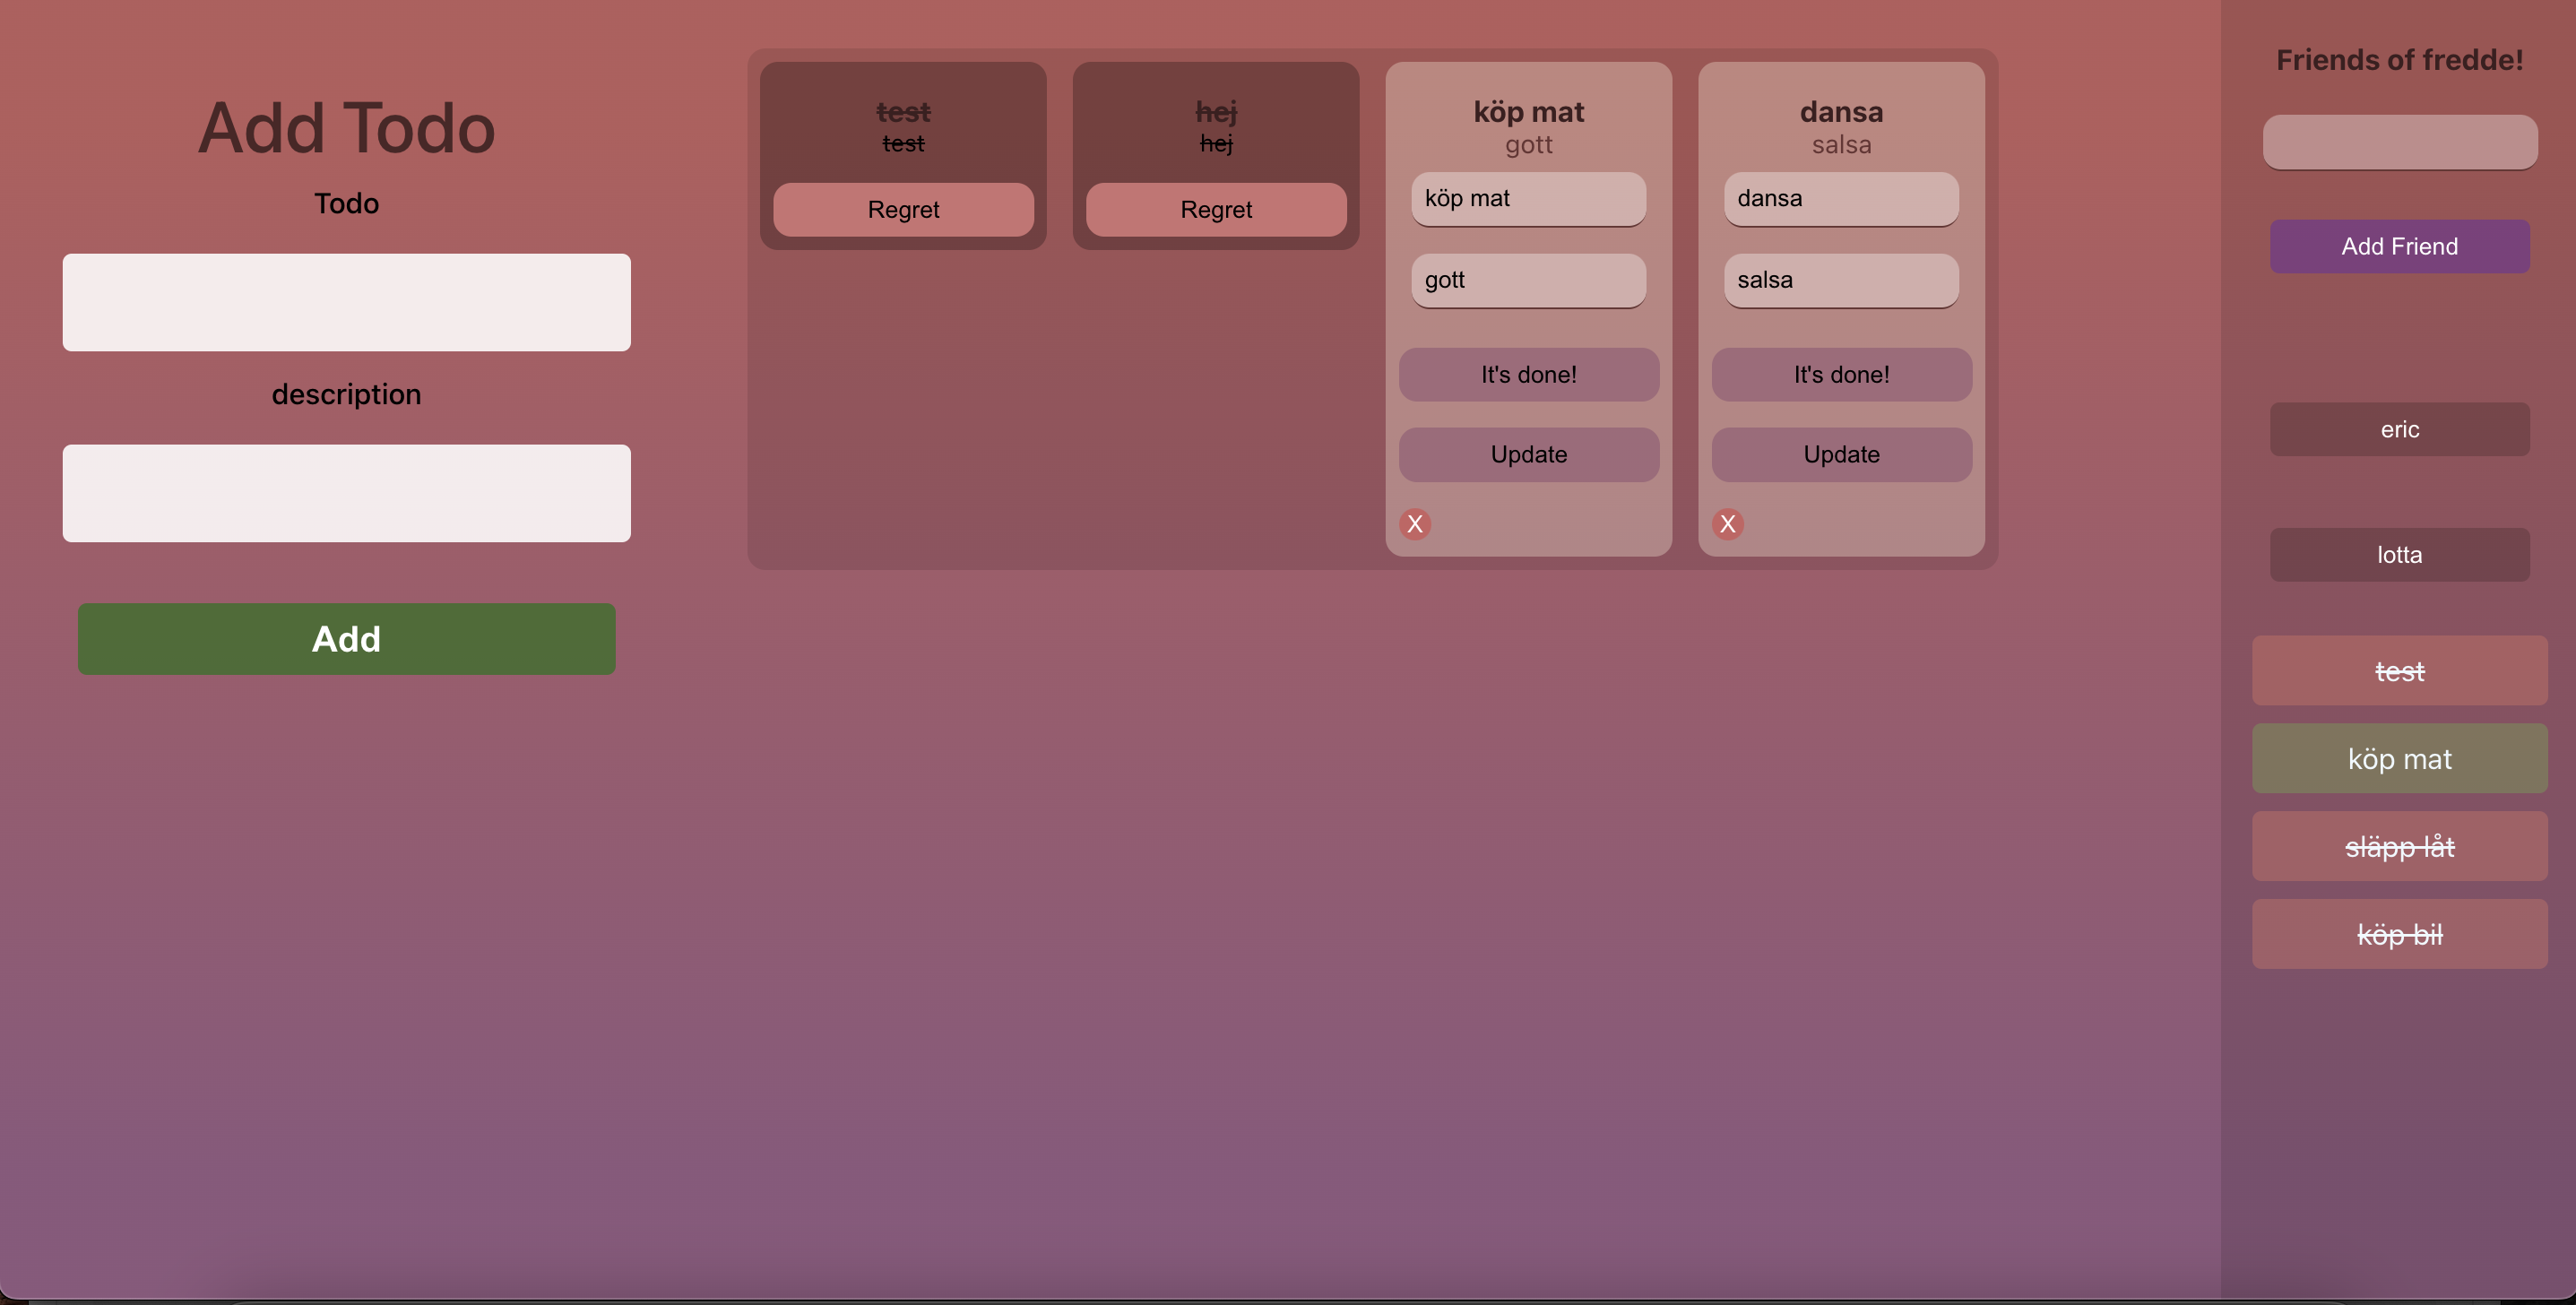 Add Todo
Todo
description
Add
test
test
Regret
hej
hej
Regret
köp mat
gott
köp mat
gott
It's done!
Update
X
dansa
salsa
dansa
salsa
It's done!
Update
X
Friends of fredde!
Add Friend
eric
lotta
test
köp mat
släpp låt
köp bil